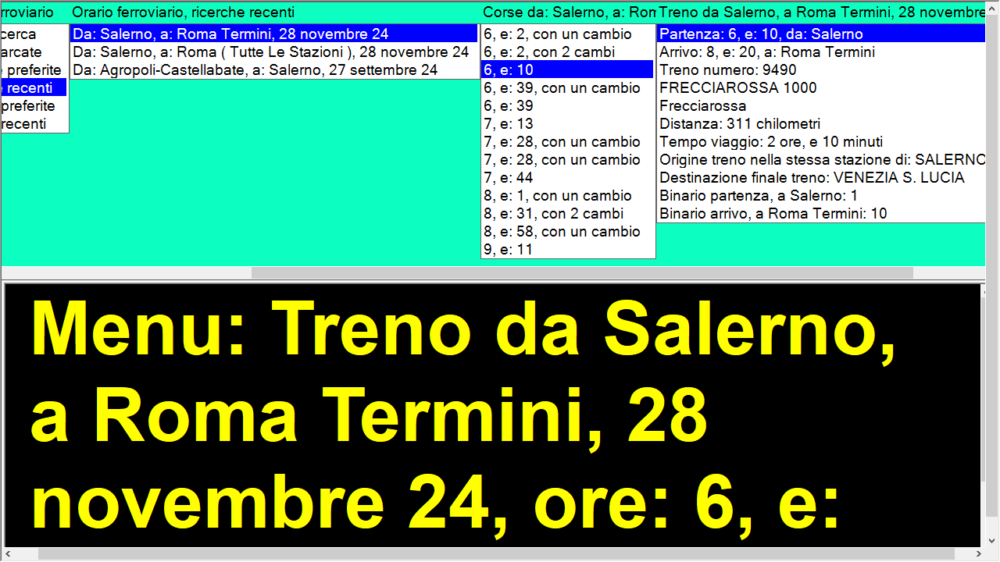 rroviario
cerca
arcate
e preferite
e recenti
preferite
recenti
Orario ferroviario, ricerche recenti
Da: Salerno, a: Roma Termini, 28 novembre 24
Da: Salerno, a: Roma ( Tutte Le Stazioni ), 28 novembre 24
Da: Agropoli-Castellabate, a: Salerno, 27 settembre 24
Corse da: Salerno, a: Rom
6, e: 2, con un cambio
6, e: 2, con 2 cambi
6, e: 10
6, e: 39, con un cambio
6, e: 39
7, e: 13
7, e: 28, con un cambio
7, e: 28, con un cambio
7, e: 44
8, e: 1, con un cambio
8, e: 31, con 2 cambi
8, e: 58, con un cambio
9, e: 11
Treno da Salerno, a Roma Termini, 28 novembre
Partenza: 6, e: 10, da: Salerno
Arrivo: 8, e: 20, a: Roma Termini
Treno numero: 9490
FRECCIAROSSA 1000
Frecciarossa
Distanza: 311 chilometri
Tempo viaggio: 2 ore, e 10 minuti
Origine treno nella stessa stazione di: SALERNO
Destinazione finale treno: VENEZIA S. LUCIA
Binario partenza, a Salerno: 1
Binario arrivo, a Roma Termini: 10
Menu: Treno da Salerno,
a Roma Termini, 28
novembre 24, ore: 6, e: